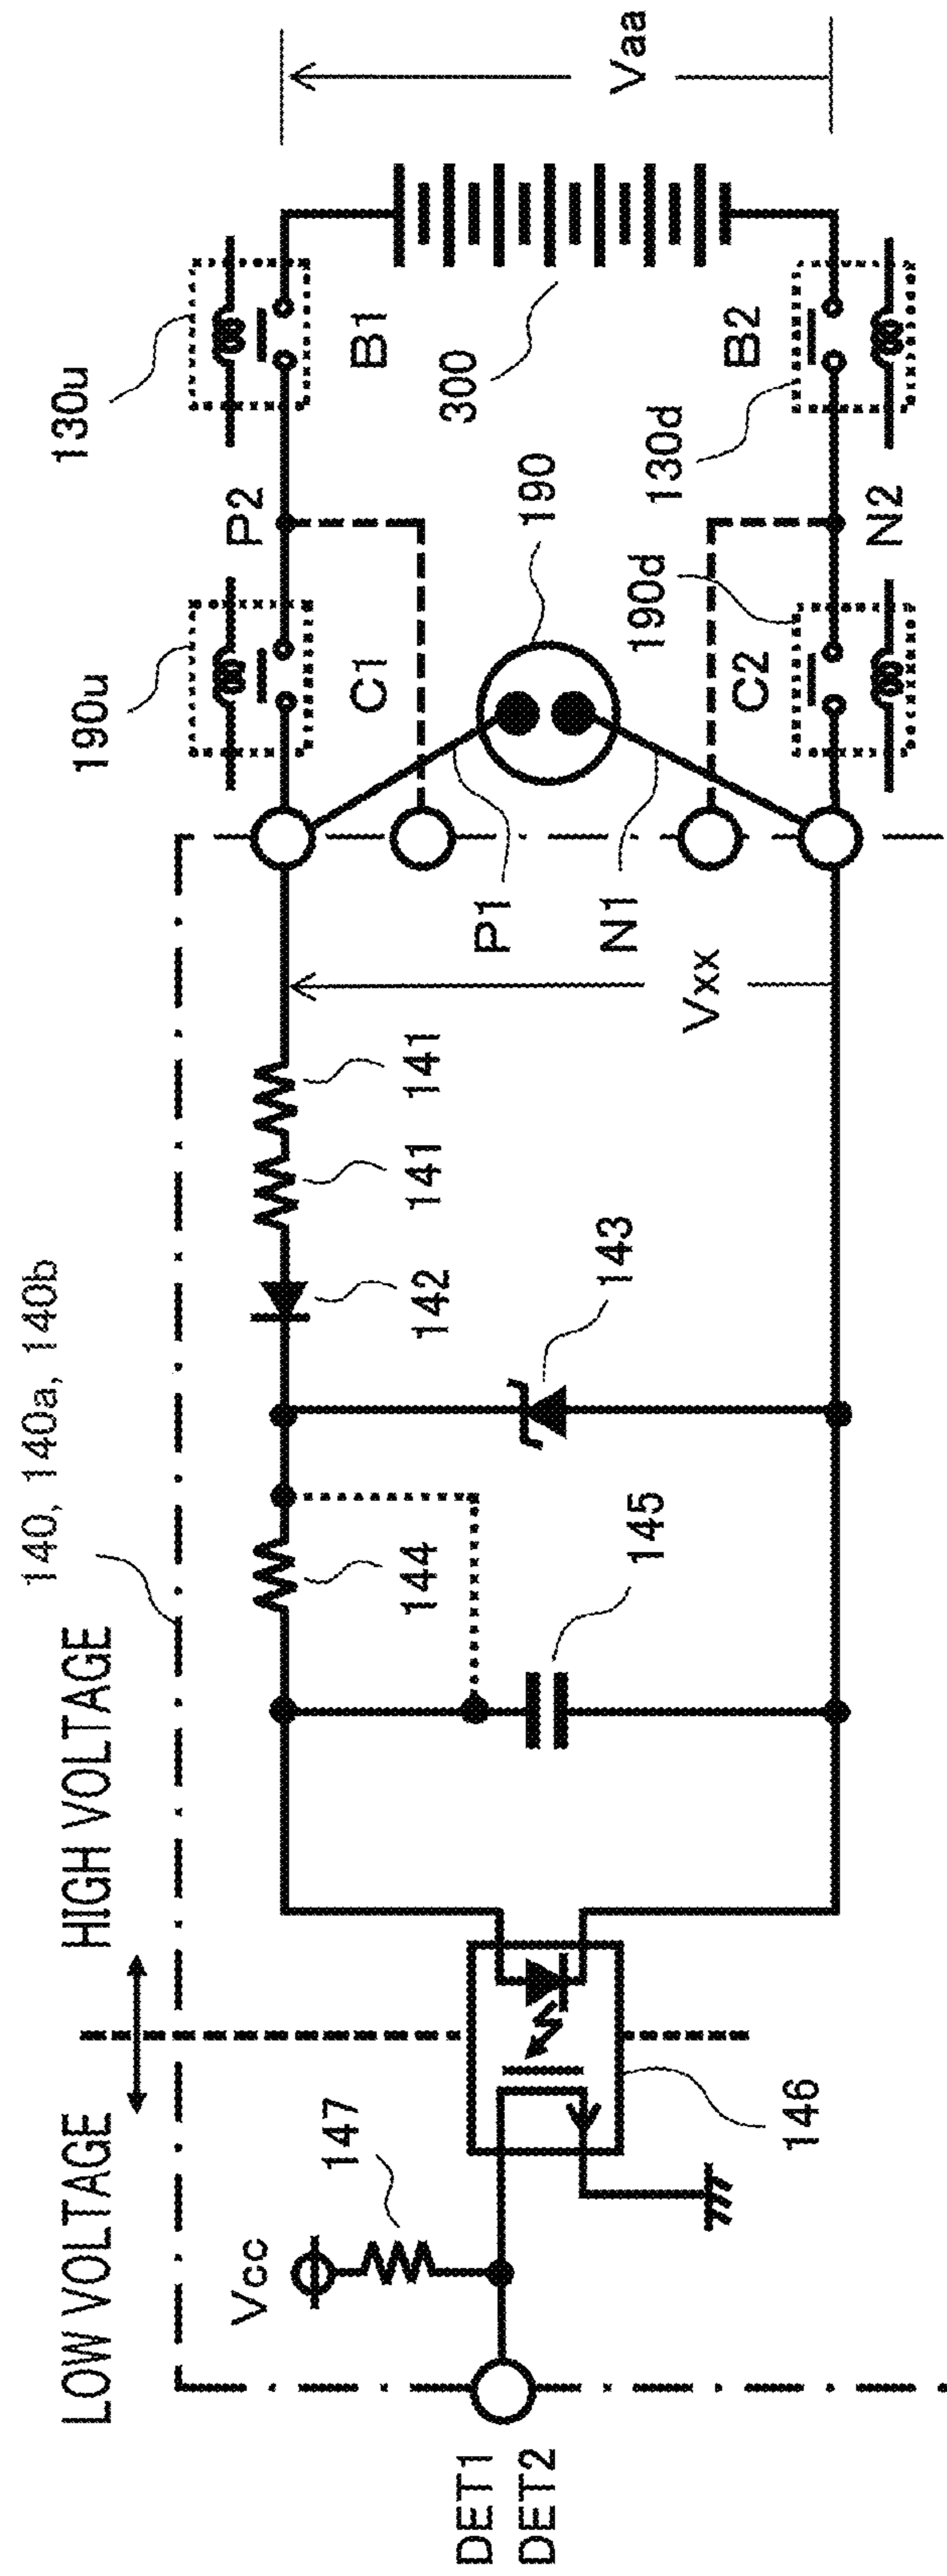 140, 140a, 140b
LOW VOLTAGE
HIGH VOLTAGE
130u
190u
P2
B1
C1
Vcc
147
144
141
141
142
P1
300
190
Vaa
DET1
DET2
143
145
N1
Vxx
190d
130d
C2
B2
N2
146